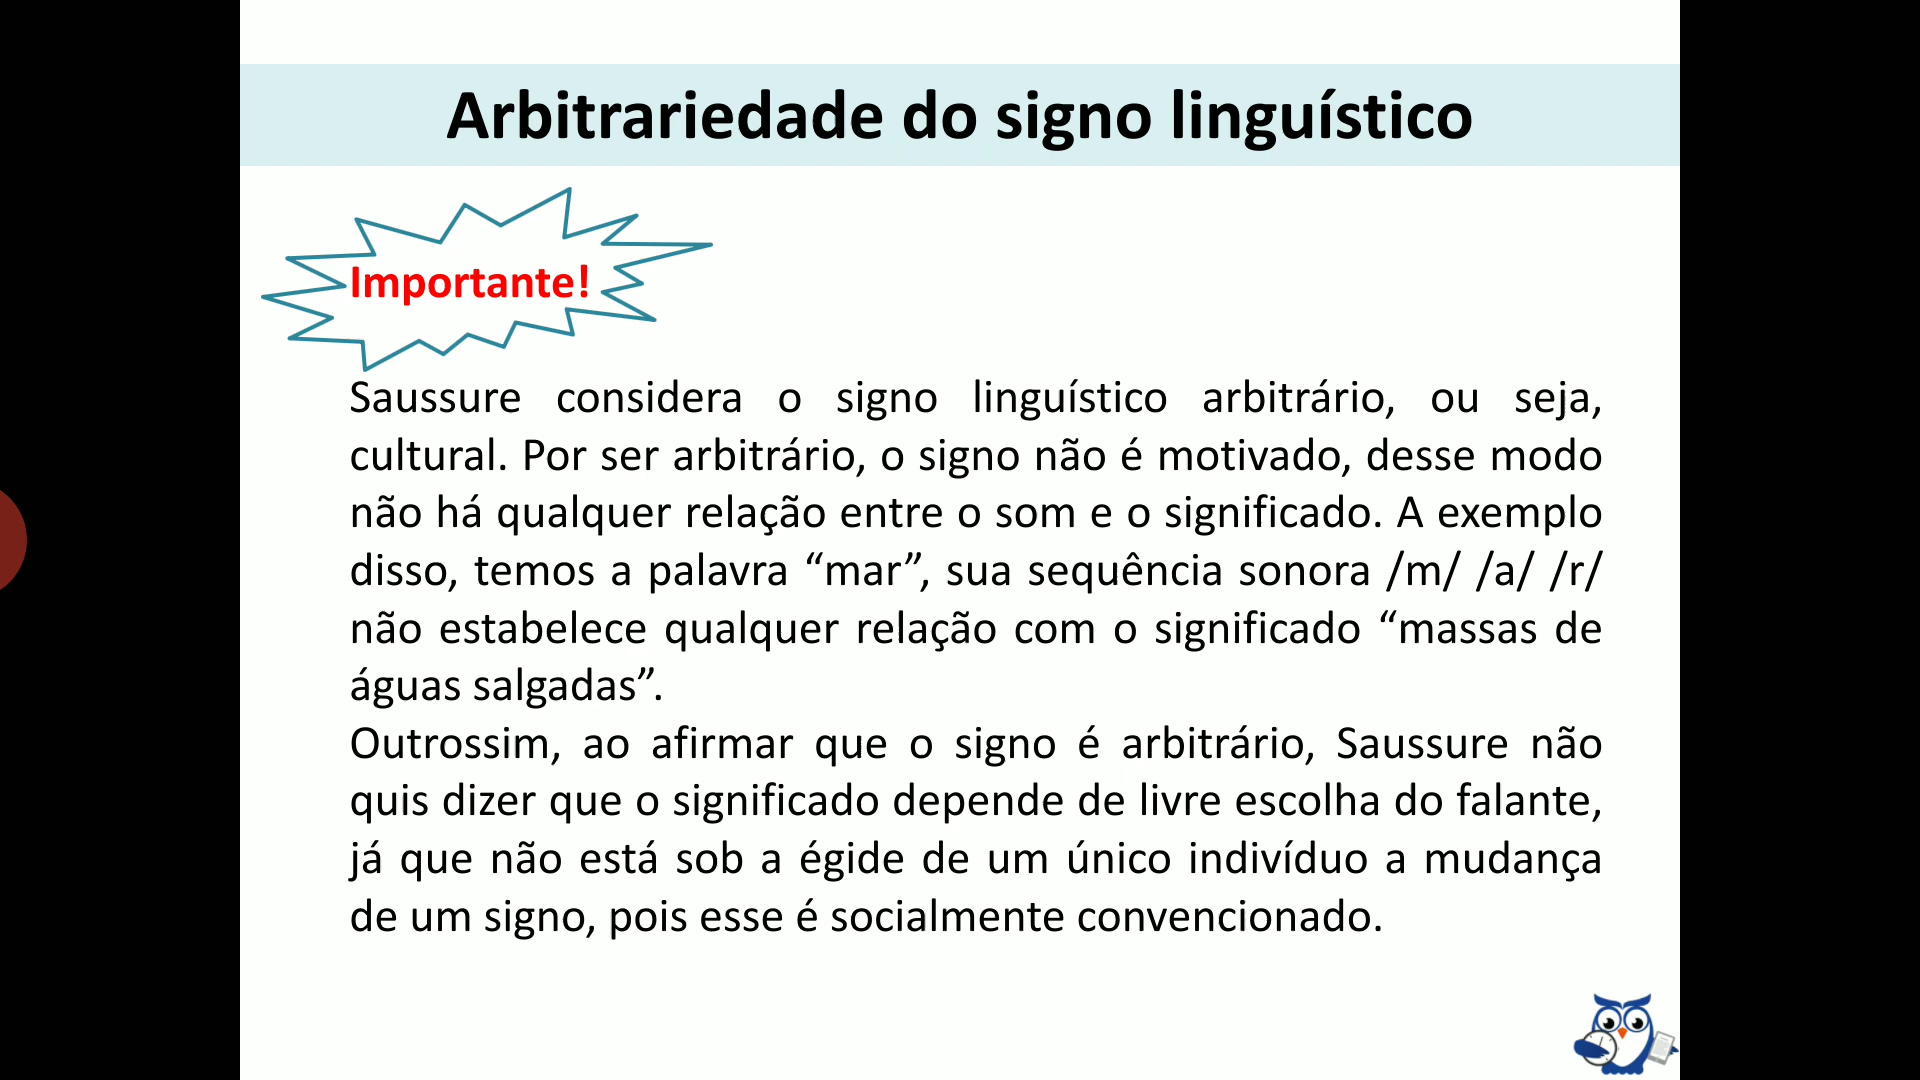 Arbitrariedade do signo linguístico
Importante!
Saussure considera o signo linguístico arbitrário, ou seja,
cultural. Por ser arbitrário, o signo não é motivado, desse modo
não há qualquer relação entre o som e o significado. A exemplo
disso, temos a palavra “mar”, sua sequência sonora /m/ /a/ /r/
não estabelece qualquer relação com o significado “massas de
águas salgadas”.
Outrossim, ao afirmar que o signo é arbitrário, Saussure não
quis dizer que o significado depende de livre escolha do falante,
já que não está sob a égide de um único indivíduo a mudança
de um signo, pois esse é socialmente convencionado.